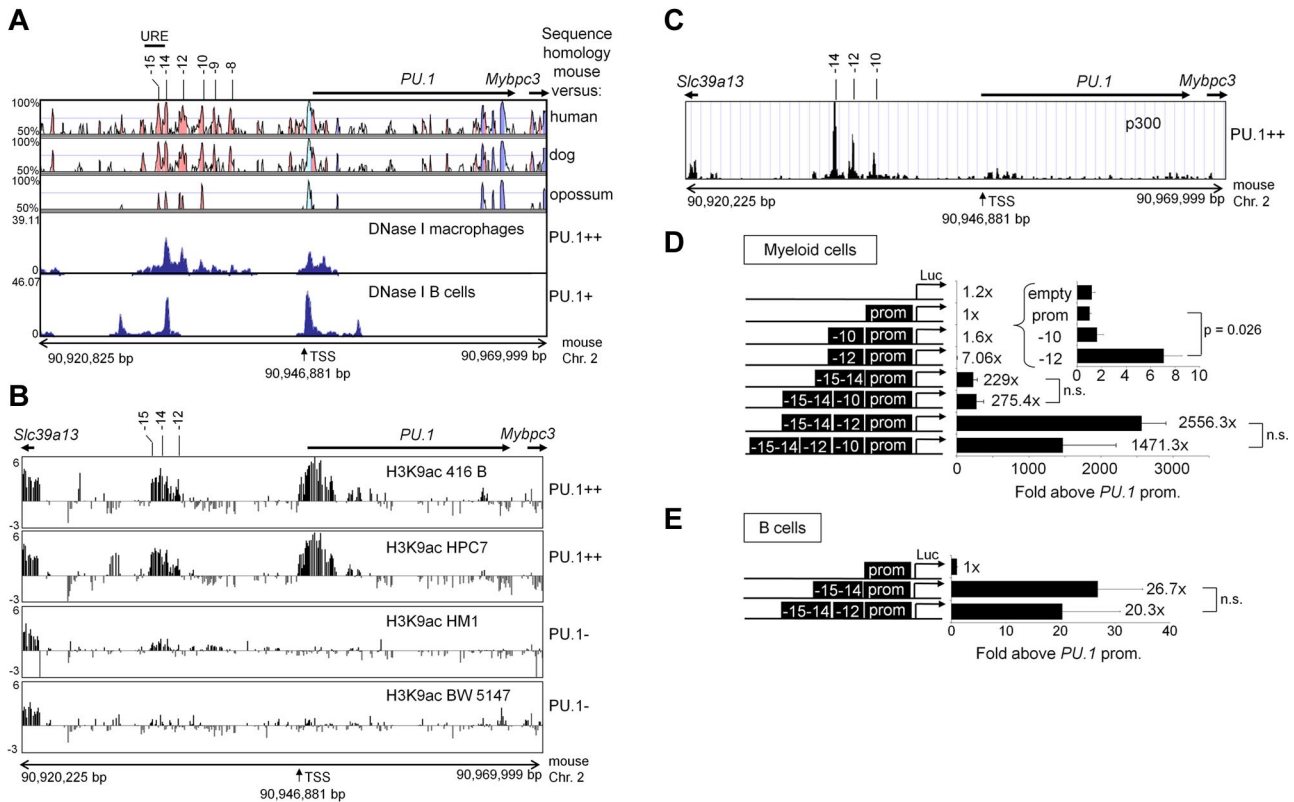 A
URE
-15
-14
-12
-10
-9
-8
PU.1
Mybpc3
Sequence
homology
mouse
versus:
100%
50%
human
100%
50%
dog
100%
50%
opossum
39.11
0
DNase I macrophages
PU.1++
46.07
0
DNase I B cells
PU.1+
90,920,825 bp
TSS
90,946,881 bp
90,969,999 bp
mouse
Chr. 2
B
-15
-14
-12
Slc39a13
PU.1
Mybpc3
6
-3
H3K9ac 416 B
PU.1++
6
-3
H3K9ac HPC7
PU.1++
6
-3
H3K9ac HM1
PU.1-
6
-3
H3K9ac BW 5147
PU.1-
90,920,225 bp
TSS
90,946,881 bp
90,969,999 bp
mouse
Chr. 2
C
-14
-12
-10
Slc39a13
PU.1
Mybpc3
p300
PU.1++
90,920,225 bp
TSS
90,946,881 bp
90,969,999 bp
mouse
Chr. 2
D
Myeloid cells
Luc
1.2x
prom
1x
-10 prom
1.6x
-12 prom
7.06x
-15-14 prom
229x
-15-14 -10 prom
275.4x
n.s.
-15-14 -12 prom
2556.3x
-15-14 -12 -10 prom
1471.3x
n.s.
0 1000 2000 3000
Fold above PU.1 prom.
empty
prom
-10
-12
0 2 4 6 8 10
p = 0.026
E
B cells
Luc
prom
1x
-15-14 prom
26.7x
-15-14 -12 prom
20.3x
n.s.
0 10 20 30 40
Fold above PU.1 prom.